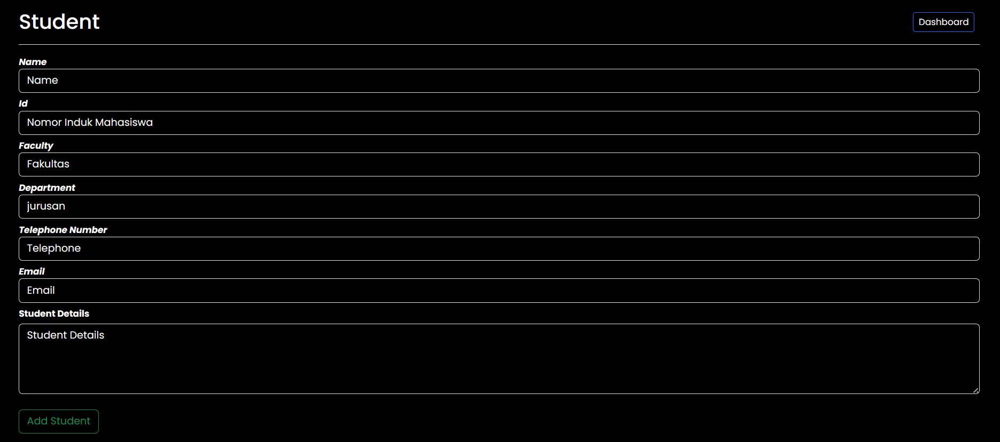 Student
Dashboard
Name
Name
Id
Nomor Induk Mahasiswa
Faculty
Fakultas
Department
jurusan
Telephone Number
Telephone
Email
Email
Student Details
Student Details
Add Student